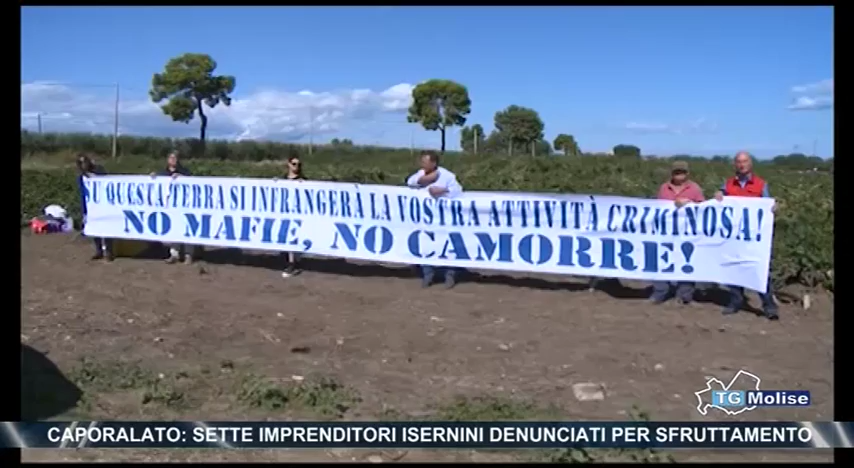 SU QUESTA TERRA SI INFRANGERÀ LA VOSTRA ATTIVITÀ CRIMINOSA!
NO MAFIE, NO CAMORRE!
TG Molise
CAPORALATO: SETTE IMPRENDITORI ISERNINI DENUNCIATI PER SFRUTTAMENTO